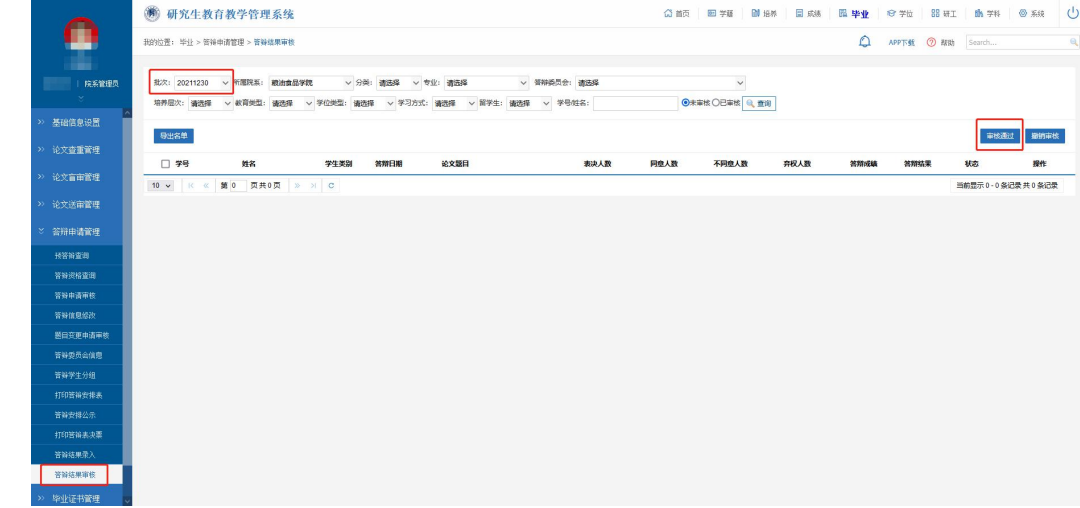 研究生教育教学管理系统
首页 学籍 培养 成绩 毕业 学位 研工 学科 系统
我的位置： 毕业 > 答辩申请管理 > 答辩结果审核
APP下载 帮助 Search...
院系管理员
批次： 20211230 所属院系： 粮油食品学院 分类： 请选择 专业： 请选择 答辩委员会： 请选择
培养层次： 请选择 教育类型： 请选择 学位类型： 请选择 学习方式： 请选择 留学生： 请选择 学号/姓名： 未审核 已审核 查询
导出名单 审核通过 撤销审核
学号 姓名 学生类别 答辩日期 论文题目 表决人数 同意人数 不同意人数 弃权人数 答辩成绩 答辩结果 状态 操作
10 第 0 页共0页 当前显示 0 - 0 条记录 共 0 条记录
基础信息设置
论文查重管理
论文盲审管理
论文送审管理
答辩申请管理
预答辩查询
答辩资格查询
答辩申请审核
答辩信息修改
题目变更申请审核
答辩委员会信息
答辩学生分组
打印答辩安排表
答辩安排公示
打印答辩表决票
答辩结果录入
答辩结果审核
毕业证书管理